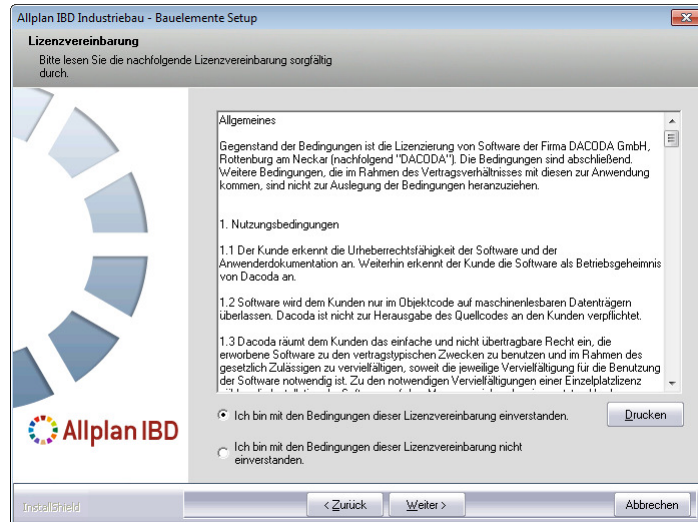 Allplan IBD Industriebau - Bauelemente Setup
Lizenzvereinbarung
Bitte lesen Sie die nachfolgende Lizenzvereinbarung sorgfältig
durch.
Allgemeines
Gegenstand der Bedingungen ist die Lizenzierung von Software der Firma DACODA GmbH,
Rottenburg am Neckar (nachfolgend "DACODA"). Die Bedingungen sind abschließend.
Weitere Bedingungen, die im Rahmen des Vertragsverhältnisses mit diesen zur Anwendung
kommen, sind nicht zur Auslegung der Bedingungen heranzuziehen.
1. Nutzungsbedingungen
1.1 Der Kunde erkennt die Urheberrechtsfähigkeit der Software und der
Anwenderdokumentation an. Weiterhin erkennt der Kunde die Software als Betriebsgeheimnis
von Dacoda an.
1.2 Software wird dem Kunden nur im Objektcode auf maschinenlesbaren Datenträgern
überlassen. Dacoda ist nicht zur Herausgabe des Quellcodes an den Kunden verpflichtet.
1.3 Dacoda räumt dem Kunden das einfache und nicht übertragbare Recht ein, die
erworbene Software zu den vertragstypischen Zwecken zu benutzen und im Rahmen des
gesetzlich Zulässigen zu vervielfältigen, soweit die jeweilige Vervielfältigung für die Benutzung
der Software notwendig ist. Zu den notwendigen Vervielfältigungen einer Einzelplatzlizenz
Ich bin mit den Bedingungen dieser Lizenzvereinbarung einverstanden.
Drucken
Ich bin mit den Bedingungen dieser Lizenzvereinbarung nicht
einverstanden.
Allplan IBD
InstallShield
< Zurück
Weiter >
Abbrechen